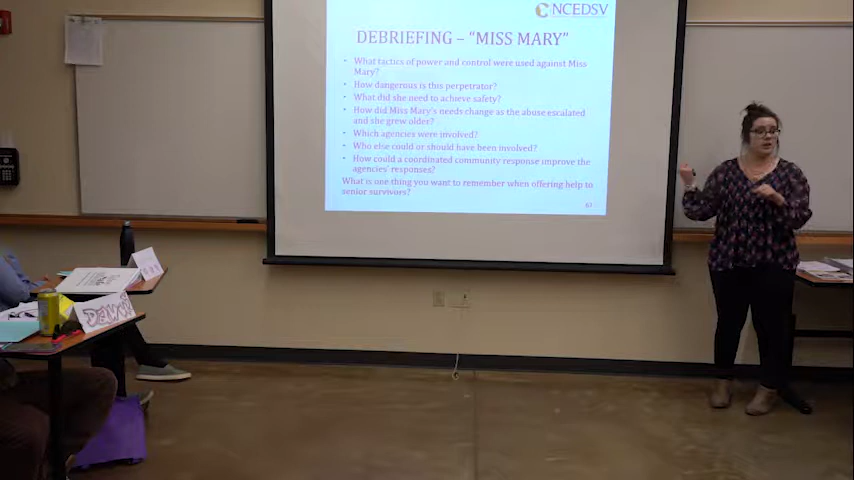 NCEDSV
DEBRIEFING – "MISS MARY"
• What tactics of power and control were used against Miss
Mary?
• How dangerous is this perpetrator?
• What did she need to achieve safety?
• How did Miss Mary's needs change as the abuse escalated
and she grew older?
• Which agencies were involved?
• Who else could or should have been involved?
• How could a coordinated community response improve the
agencies' responses?
What is one thing you want to remember when offering help to
senior survivors?